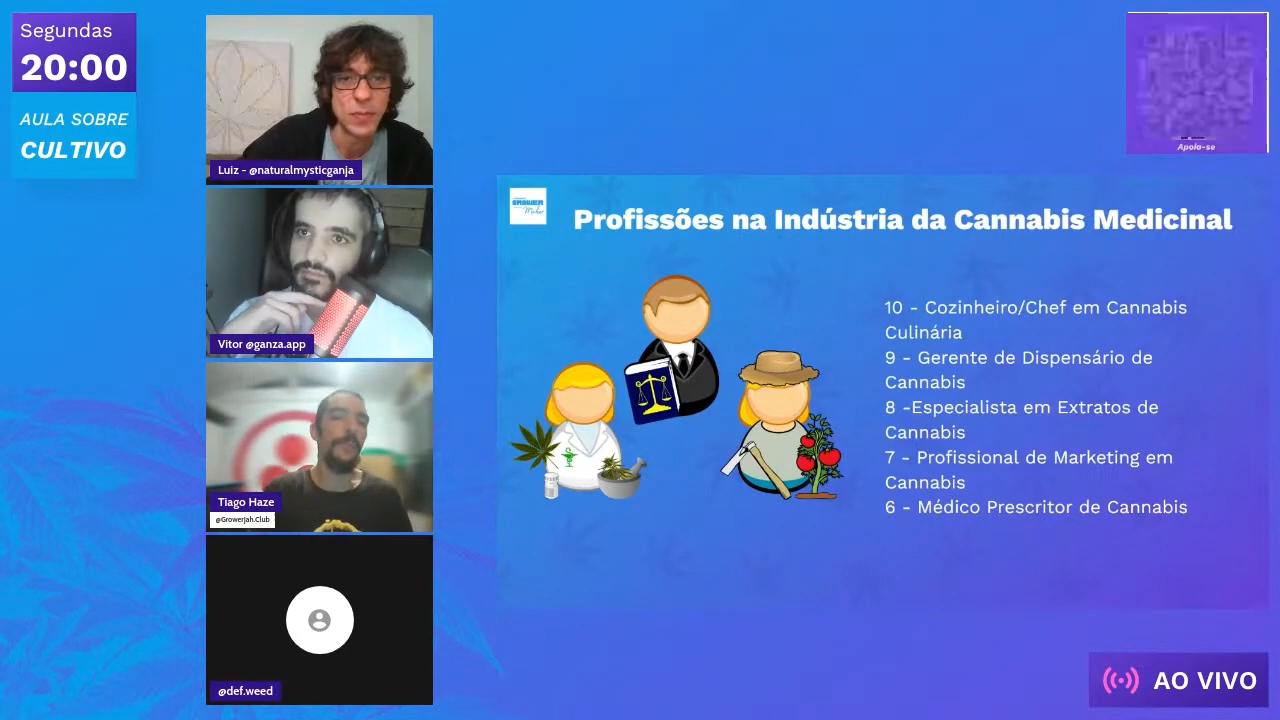 Segundas
20:00
AULA SOBRE
CULTIVO
Luiz - @naturalmysticganja
Vitor @ganza.app
Tiago Haze
@Growerjah.Club
@def.weed
Apoia-se
GROWER
Maker
Profissões na Indústria da Cannabis Medicinal
10 - Cozinheiro/Chef em Cannabis
Culinária
9 - Gerente de Dispensário de
Cannabis
8 -Especialista em Extratos de
Cannabis
7 - Profissional de Marketing em
Cannabis
6 - Médico Prescritor de Cannabis
AO VIVO